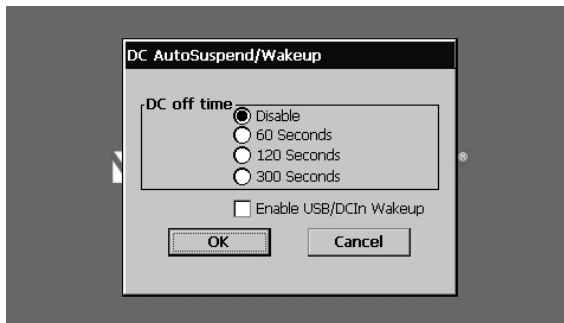 DC AutoSuspend/Wakeup
DC off time
Disable
60 Seconds
120 Seconds
300 Seconds
Enable USB/DCIn Wakeup
OK
Cancel
®